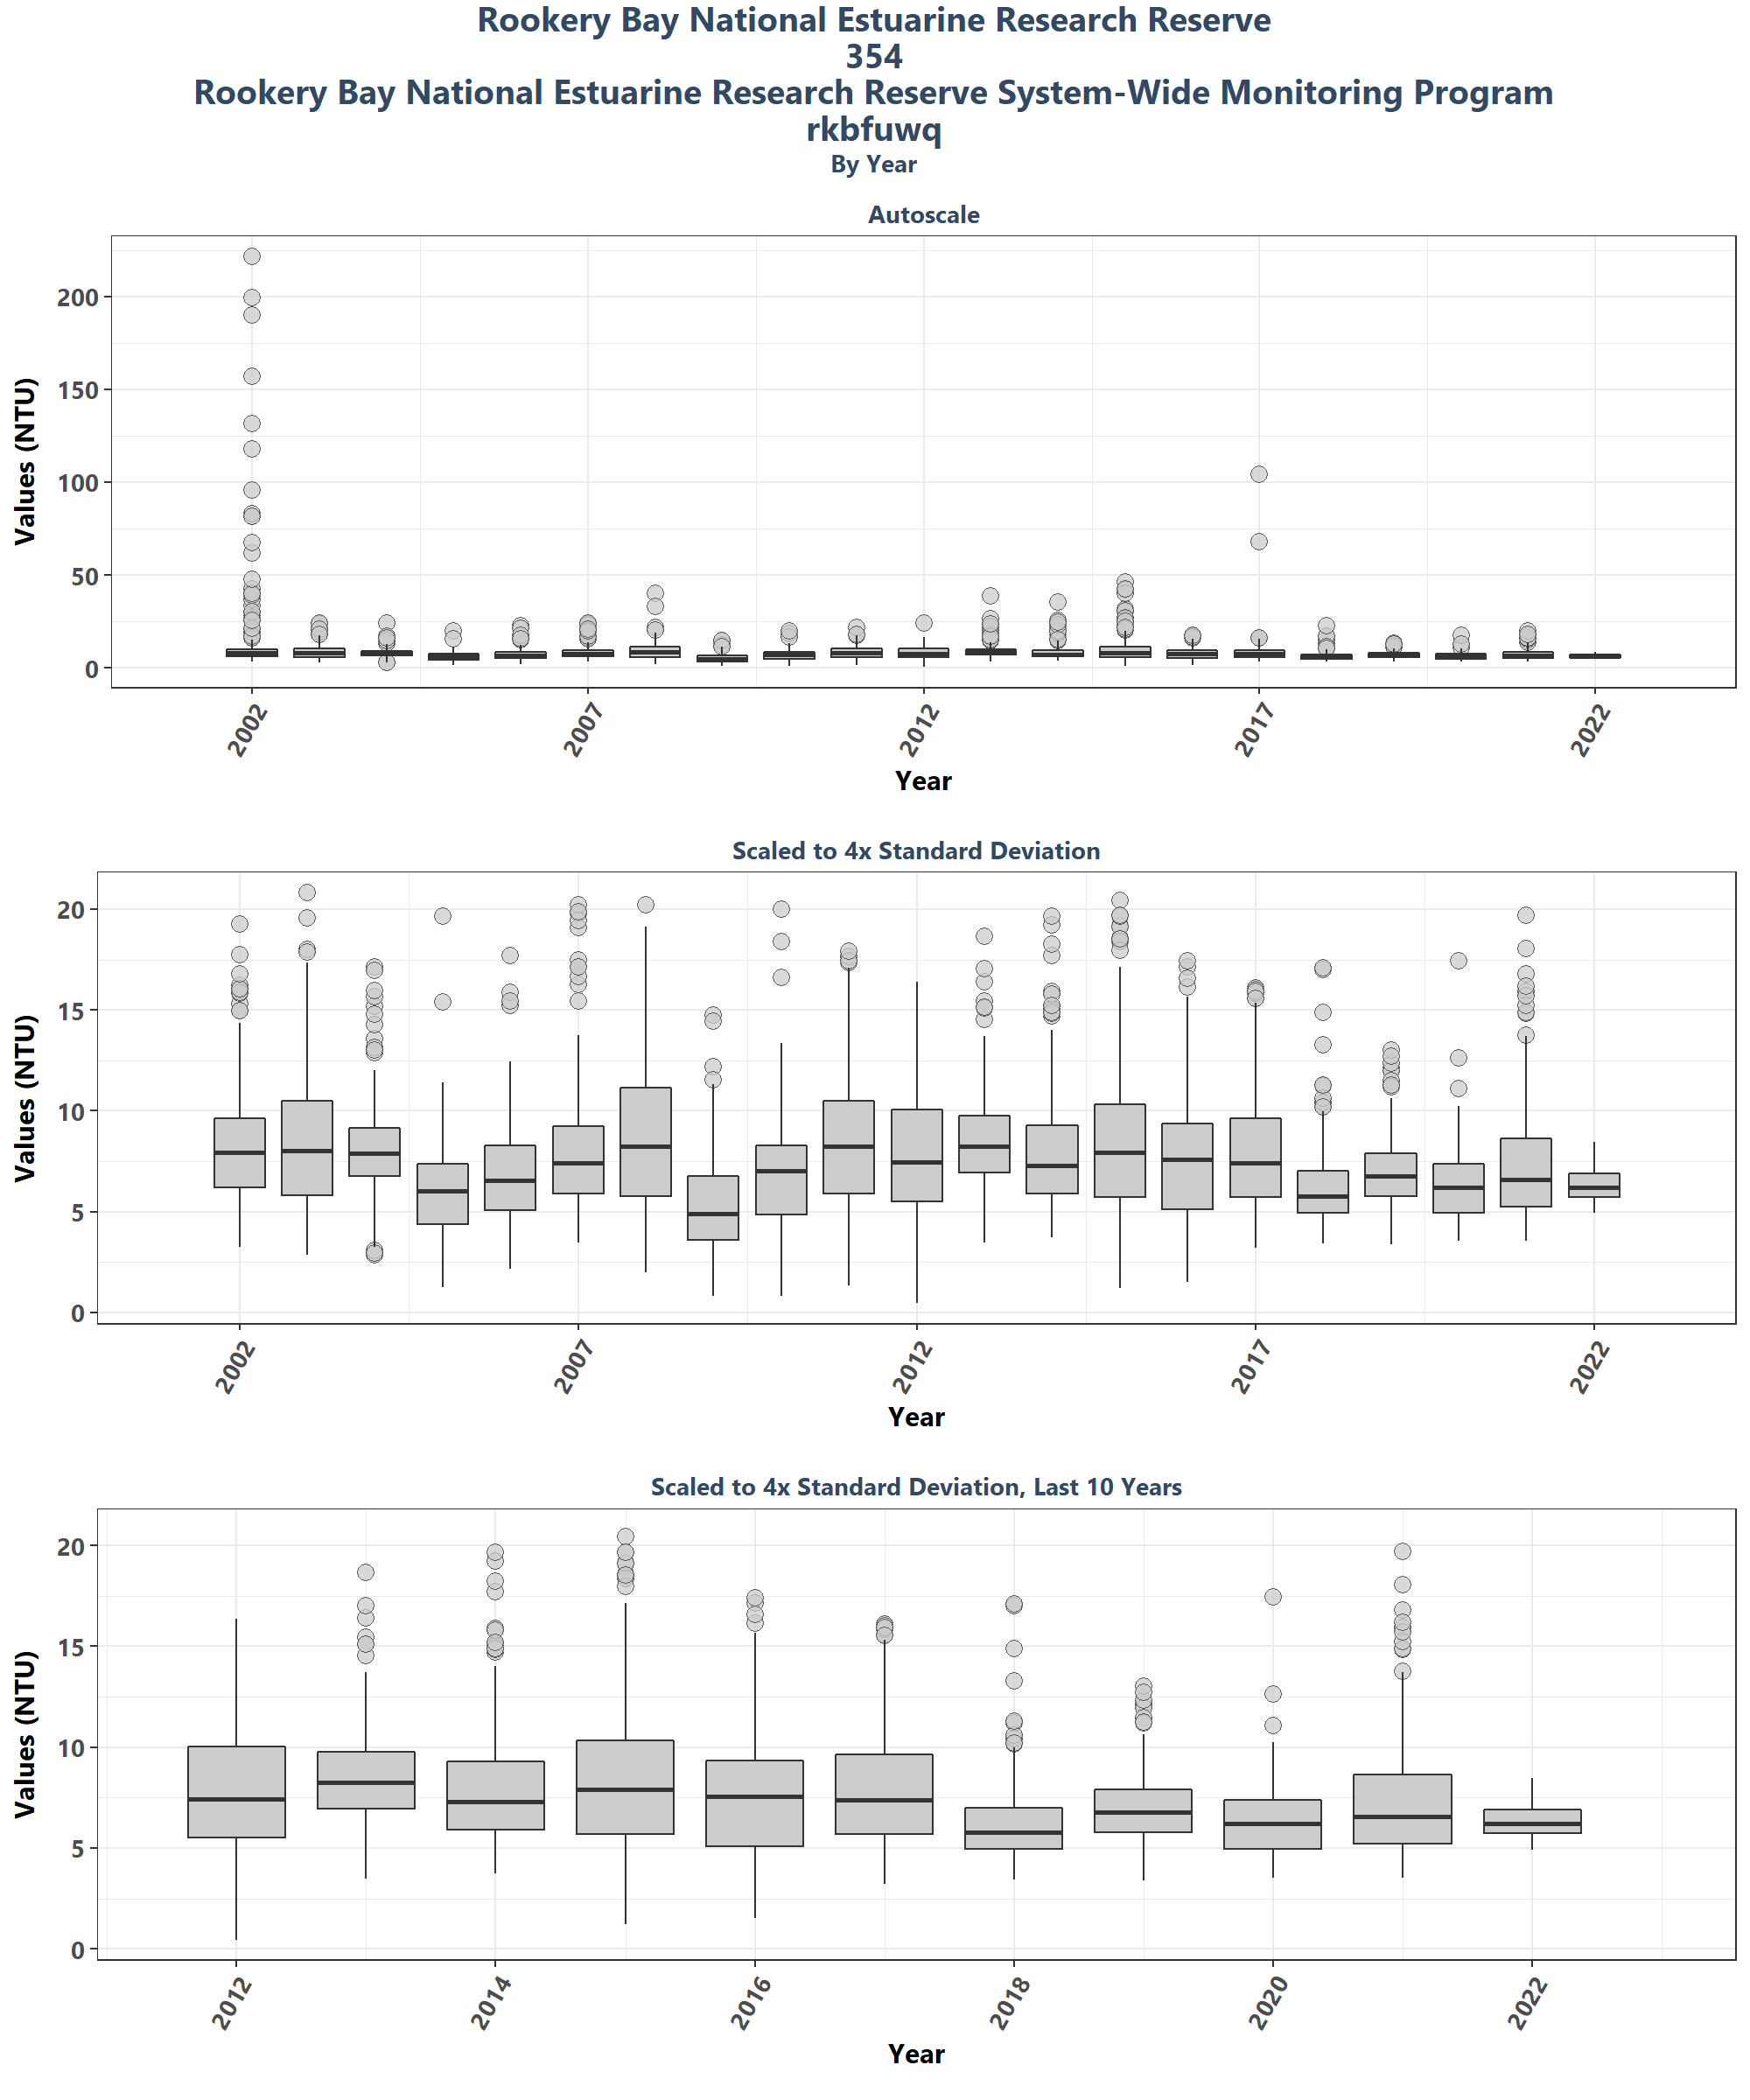 Rookery Bay National Estuarine Research Reserve
354
Rookery Bay National Estuarine Research Reserve System-Wide Monitoring Program
rkbfuwq
By Year
Autoscale
Values (NTU)
200
150
100
50
0
2002
2007
2012
2017
2022
Year
Scaled to 4x Standard Deviation
Values (NTU)
20
15
10
5
0
2002
2007
2012
2017
2022
Year
Scaled to 4x Standard Deviation, Last 10 Years
Values (NTU)
20
15
10
5
0
2012
2014
2016
2018
2020
2022
Year